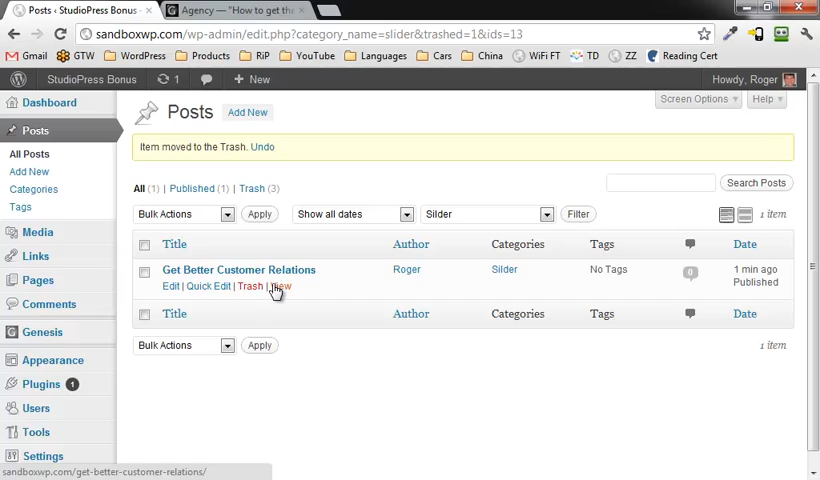 Posts ‹ StudioPress Bonus ×
Agency — "How to get the ×
sandboxwp.com/wp-admin/edit.php?category_name=slider&trashed=1&ids=13
Gmail GTW WordPress Products RiP YouTube Languages Cars China WiFi FT TD ZZ Reading Cert
StudioPress Bonus 1 + New Howdy, Roger
Dashboard
Posts
All Posts
Add New
Categories
Tags
Media
Links
Pages
Comments
Genesis
Appearance
Plugins 1
Users
Tools
Settings
Screen Options Help
Posts Add New
Item moved to the Trash. Undo
All (1) | Published (1) | Trash (3)
Search Posts
Bulk Actions Apply Show all dates Silder Filter 1 item
Title Author Categories Tags Date
Get Better Customer Relations Roger Silder No Tags 0 1 min ago
Published
Edit | Quick Edit | Trash |
Title Author Categories Tags Date
Bulk Actions Apply 1 item
sandboxwp.com/get-better-customer-relations/